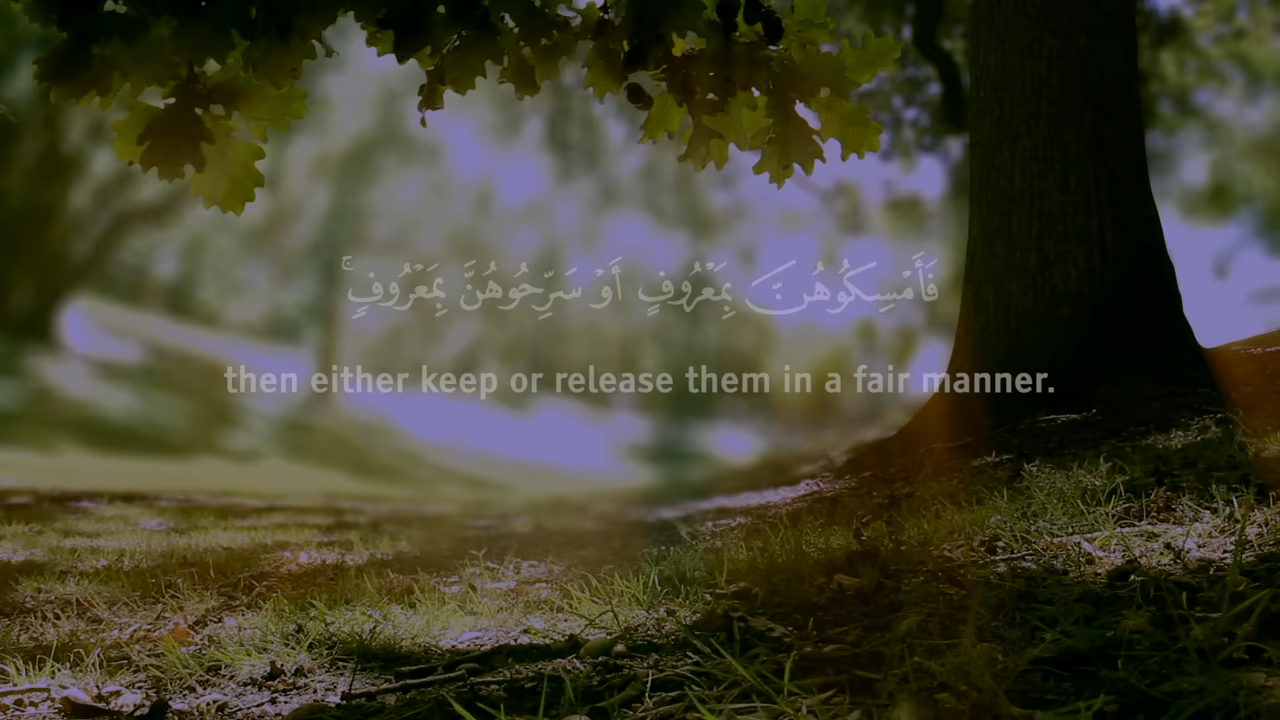 فَأَمْسِكُوهُنَّ بِمَعْرُوفٍ أَوْ سَرِّحُوهُنَّ بِمَعْرُوفٍ ۚ
then either keep or release them in a fair manner.